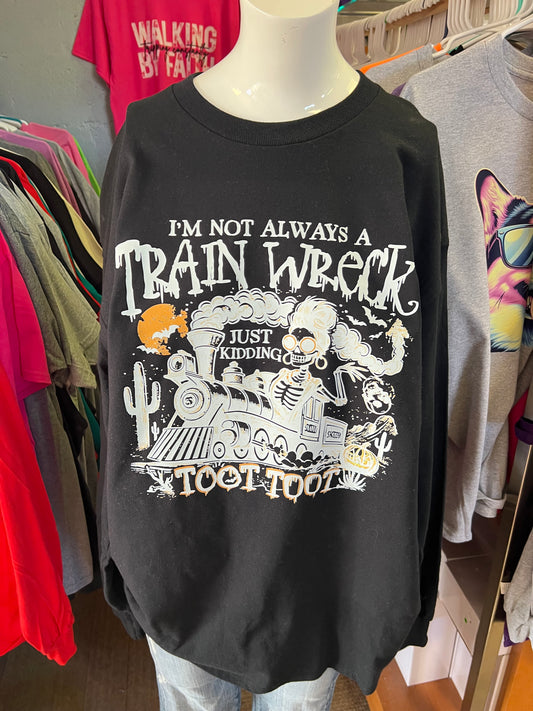 WALKING
BY FAITH
I'M NOT ALWAYS A
TRAIN WRECK
JUST
KIDDING
TOOT TOOT